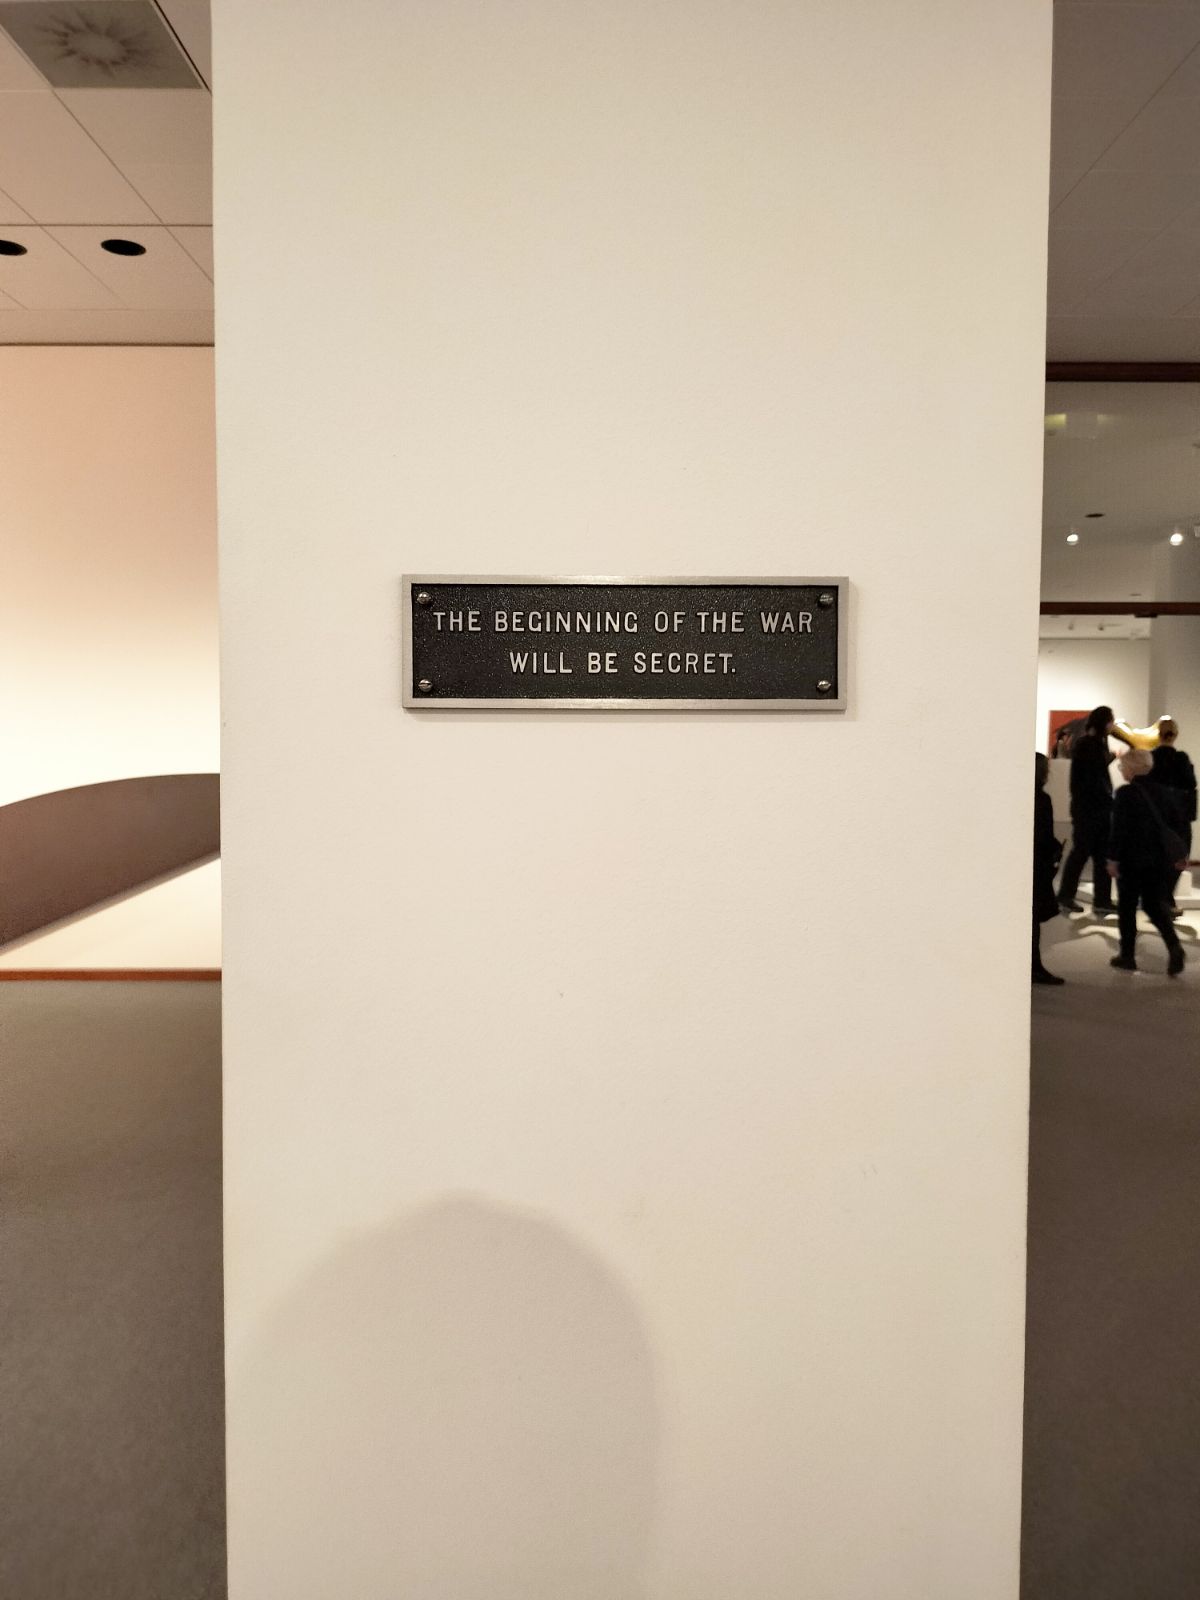 THE BEGINNING OF THE WAR
WILL BE SECRET.